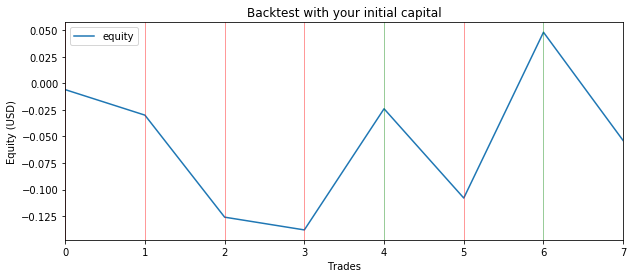 Backtest with your initial capital
equity
Equity (USD)
0.050
0.025
0.000
−0.025
−0.050
−0.075
−0.100
−0.125
0 1 2 3 4 5 6 7
Trades